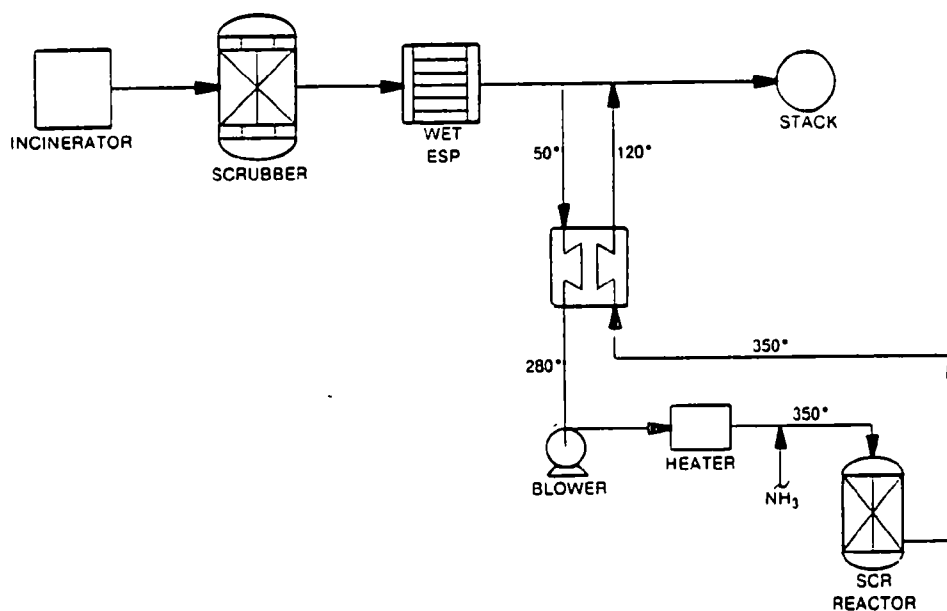 INCINERATOR
SCRUBBER
WET
ESP
STACK
50°
120°
280°
350°
BLOWER
HEATER
350°
NH₃
SCR
REACTOR